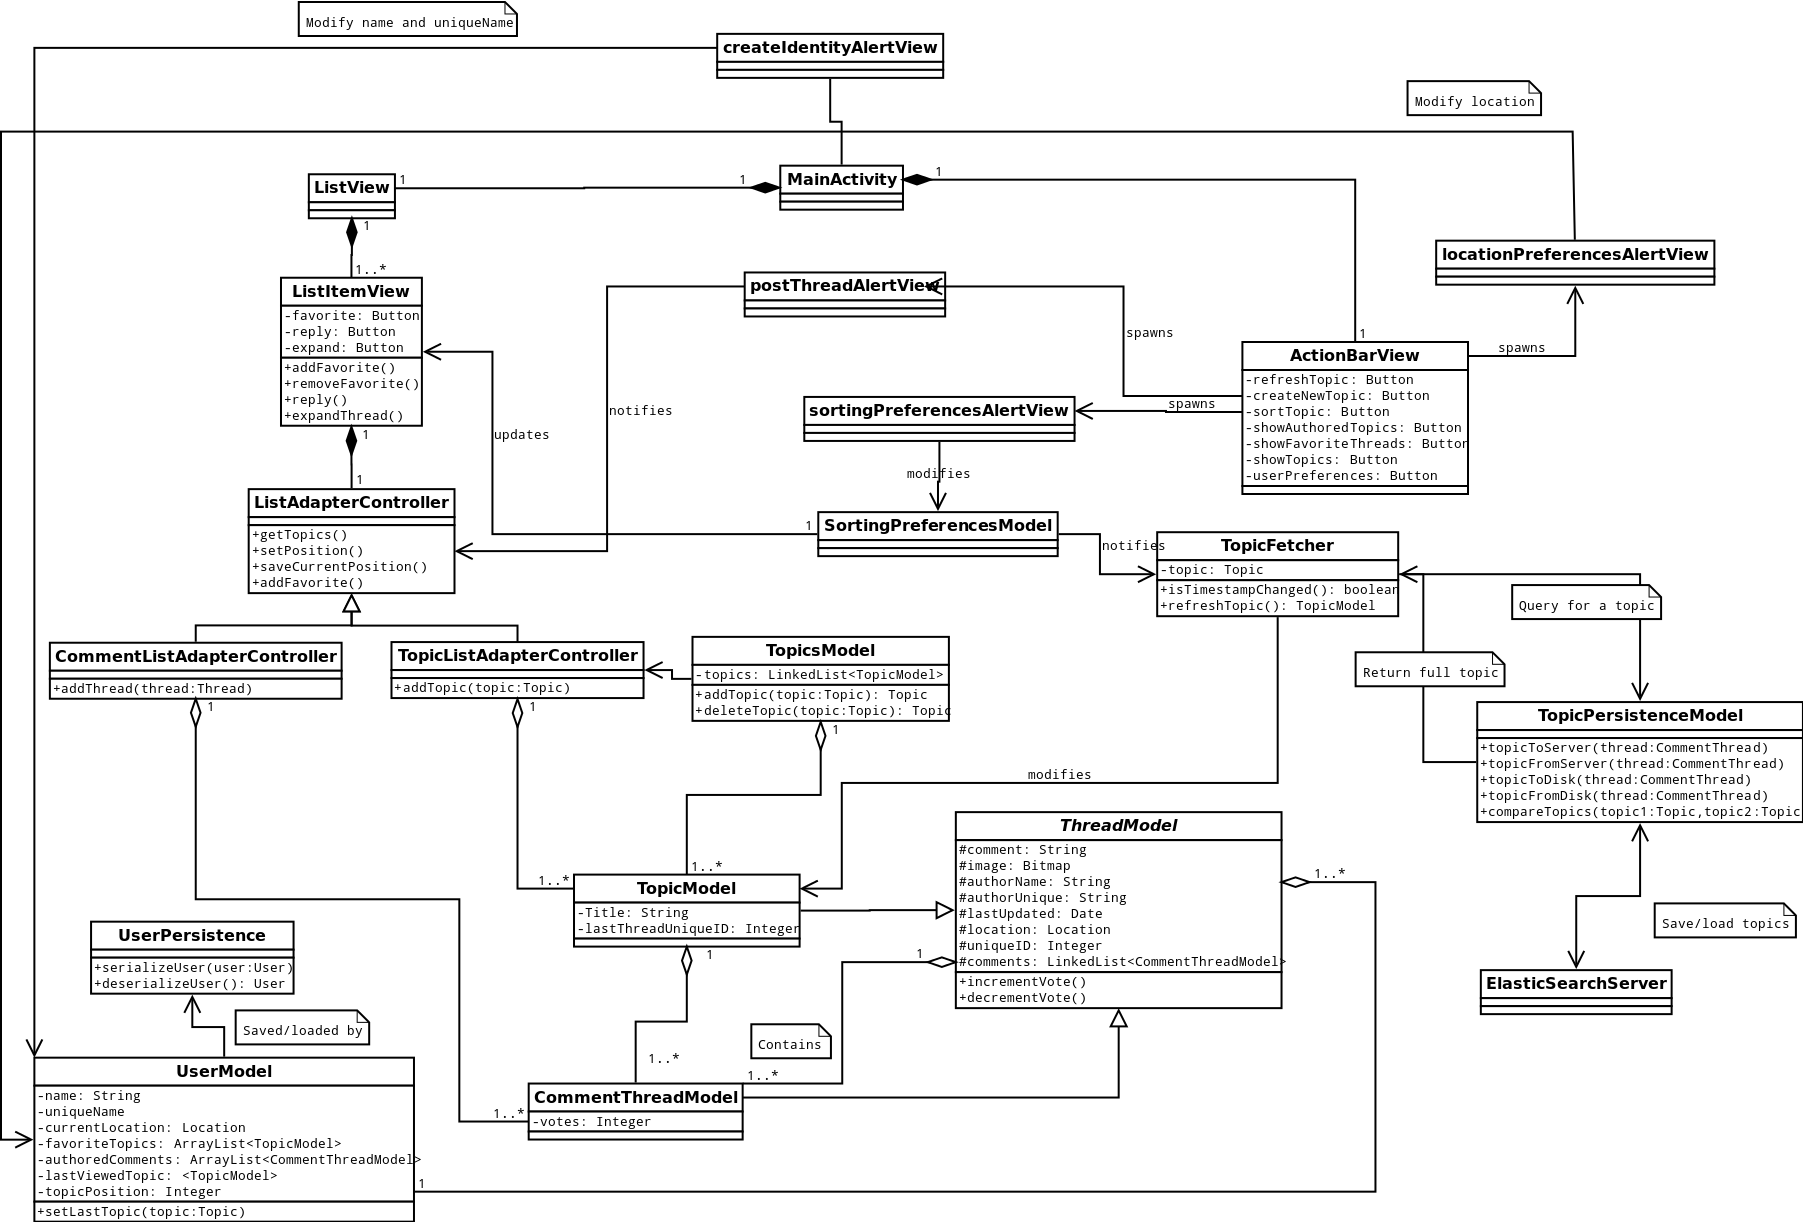 Modify name and uniqueName
createIdentityAlertView
Modify location
ListView
1
1
MainActivity
1
1
1..*
locationPreferencesAlertView
ListItemView
-favorite: Button
-reply: Button
-expand: Button
+addFavorite()
+removeFavorite()
+reply()
+expandThread()
postThreadAlertView
spawns
1
spawns
ActionBarView
-refreshTopic: Button
-createNewTopic: Button
-sortTopic: Button
-showAuthoredTopics: Button
-showFavoriteThreads: Button
-showTopics: Button
-userPreferences: Button
spawns
sortingPreferencesAlertView
notifies
updates
1
1
modifies
ListAdapterController
+getTopics()
+setPosition()
+saveCurrentPosition()
+addFavorite()
1
SortingPreferencesModel
notifies
TopicFetcher
-topic: Topic
+isTimestampChanged(): boolean
+refreshTopic(): TopicModel
Query for a topic
Return full topic
CommentListAdapterController
+addThread(thread:Thread)
1
TopicListAdapterController
+addTopic(topic:Topic)
1
TopicsModel
-topics: LinkedList<TopicModel>
+addTopic(topic:Topic): Topic
+deleteTopic(topic:Topic): Topic
1
TopicPersistenceModel
+topicToServer(thread:CommentThread)
+topicFromServer(thread:CommentThread)
+topicToDisk(thread:CommentThread)
+topicFromDisk(thread:CommentThread)
+compareTopics(topic1:Topic,topic2:Topic
modifies
ThreadModel
#comment: String
#image: Bitmap
#authorName: String
#authorUnique: String
#lastUpdated: Date
#location: Location
#uniqueID: Integer
#comments: LinkedList<CommentThreadModel>
+incrementVote()
+decrementVote()
1..*
1
1..*
1..*
TopicModel
-Title: String
-lastThreadUniqueID: Integer
1
1..*
Save/load topics
ElasticSearchServer
UserPersistence
+serializeUser(user:User)
+deserializeUser(): User
Saved/loaded by
Contains
1..*
1..*
CommentThreadModel
-votes: Integer
UserModel
-name: String
-uniqueName
-currentLocation: Location
-favoriteTopics: ArrayList<TopicModel>
-authoredComments: ArrayList<CommentThreadModel>
-lastViewedTopic: <TopicModel>
-topicPosition: Integer
+setLastTopic(topic:Topic)
1